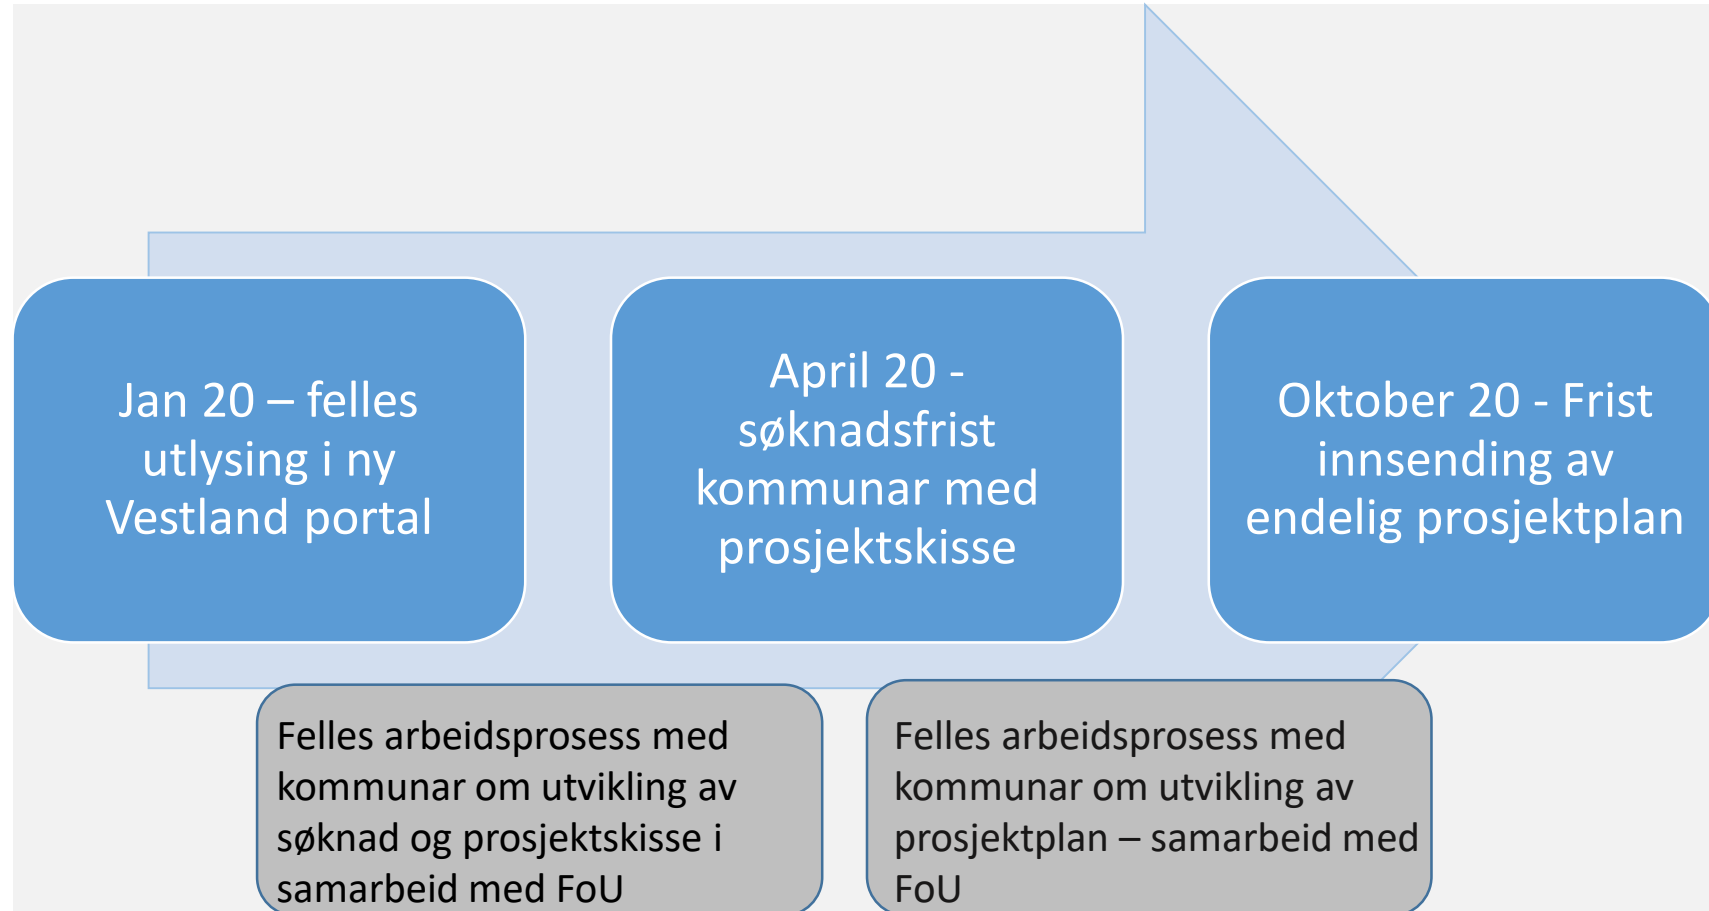 Jan 20 – felles
utlysing i ny
Vestland portal
April 20 -
søknadsfrist
kommunar med
prosjektskisse
Oktober 20 - Frist
innsending av
endelig prosjektplan
Felles arbeidsprosess med
kommunar om utvikling av
søknad og prosjektskisse i
samarbeid med FoU
Felles arbeidsprosess med
kommunar om utvikling av
prosjektplan – samarbeid med
FoU